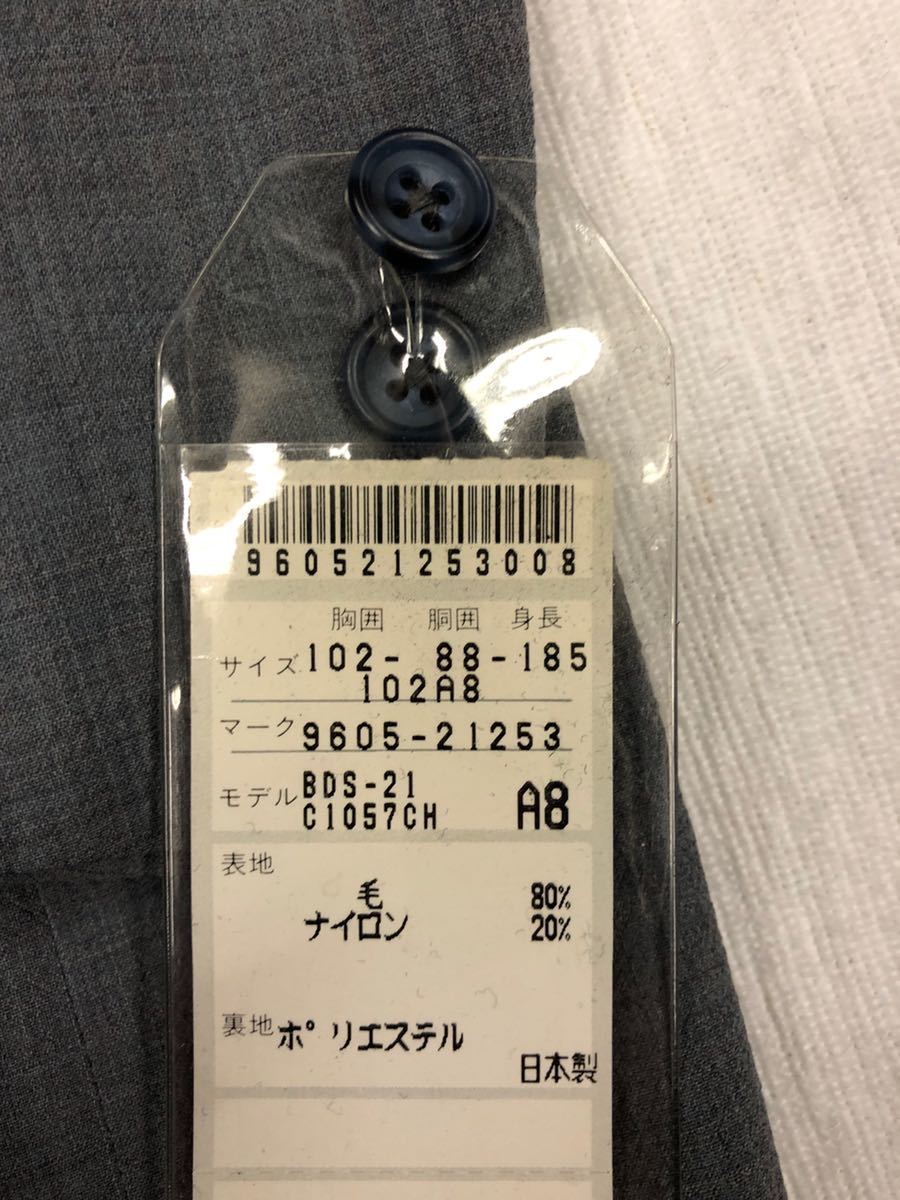 960521253008
胸囲 胴囲 身長
サイズ 102- 88-185
102A8
マーク 9605-21253
モデル BDS-21
C1057CH A8
表地
毛 80%
ナイロン 20%
裏地 ポリエステル
日本製